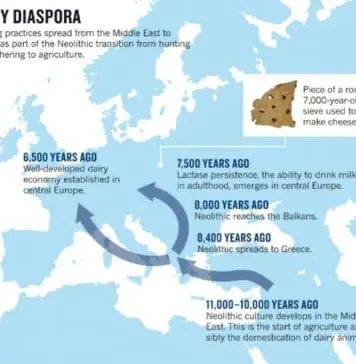 Y DIASPORA
g practices spread from the Middle East to
as part of the Neolithic transition from hunting
hering to agriculture.
Piece of a rou
7,000-year-ol
sieve used to
make cheese
6,500 YEARS AGO
Well-developed dairy
economy established in
central Europe.
7,500 YEARS AGO
Lactase persistence, the ability to drink milk
in adulthood, emerges in central Europe.
8,000 YEARS AGO
Neolithic reaches the Balkans.
8,400 YEARS AGO
Neolithic spreads to Greece.
11,000–10,000 YEARS AGO
Neolithic culture develops in the Mid
East. This is the start of agriculture a
sibly the domestication of dairy anim